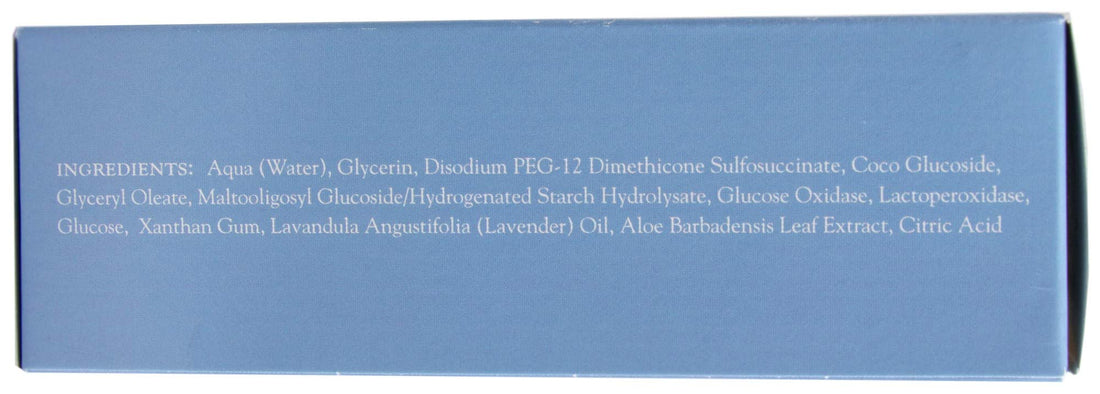 INGREDIENTS: Aqua (Water), Glycerin, Disodium PEG-12 Dimethicone Sulfosuccinate, Coco Glucoside,
Glyceryl Oleate, Maltooligosyl Glucoside/Hydrogenated Starch Hydrolysate, Glucose Oxidase, Lactoperoxidase,
Glucose, Xanthan Gum, Lavandula Angustifolia (Lavender) Oil, Aloe Barbadensis Leaf Extract, Citric Acid